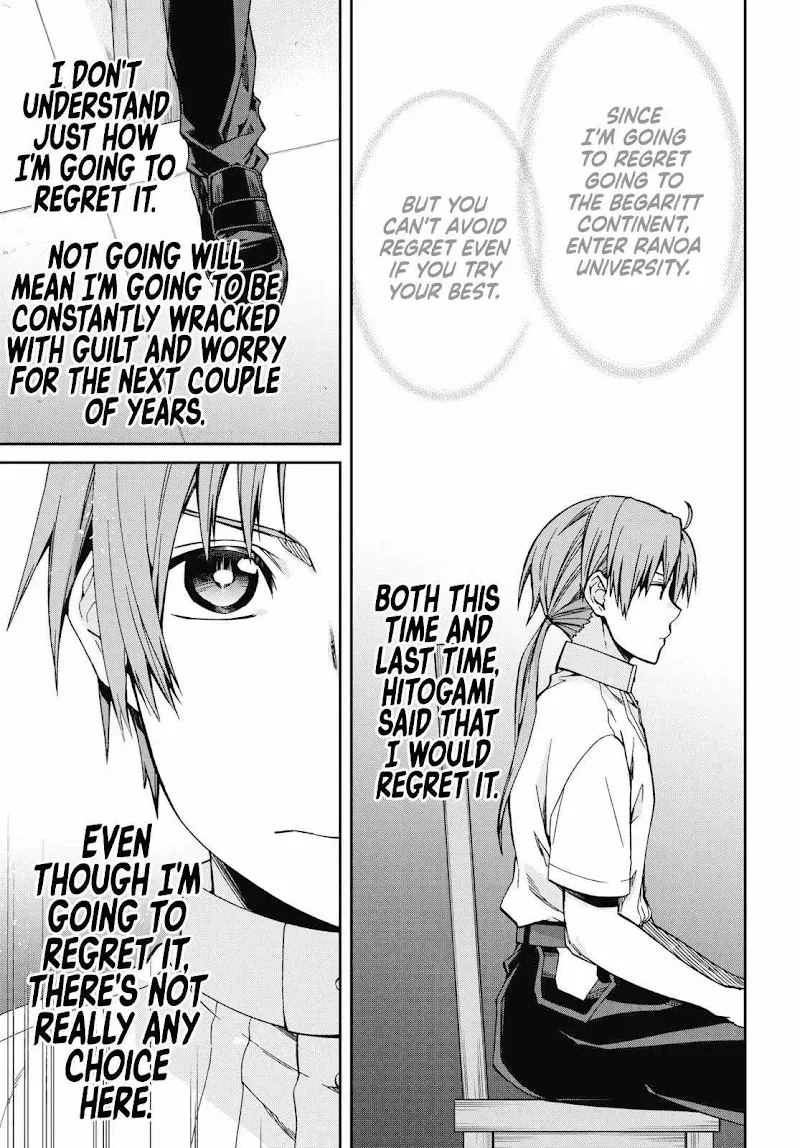 SINCE
I'M GOING
TO REGRET
GOING TO
THE BEGARITT
CONTINENT,
ENTER RANOA
UNIVERSITY.
BUT YOU
CAN'T AVOID
REGRET EVEN
IF YOU TRY
YOUR BEST.
BOTH THIS
TIME AND
LAST TIME,
HITOGAMI
SAID THAT
I WOULD
REGRET IT.
I DON'T
UNDERSTAND
JUST HOW
I'M GOING TO
REGRET IT.
NOT GOING WILL
MEAN I'M GOING TO BE
CONSTANTLY WRACKED
WITH GUILT AND WORRY
FOR THE NEXT COUPLE
OF YEARS.
EVEN
THOUGH I'M
GOING TO
REGRET IT,
THERE'S NOT
REALLY ANY
CHOICE
HERE.